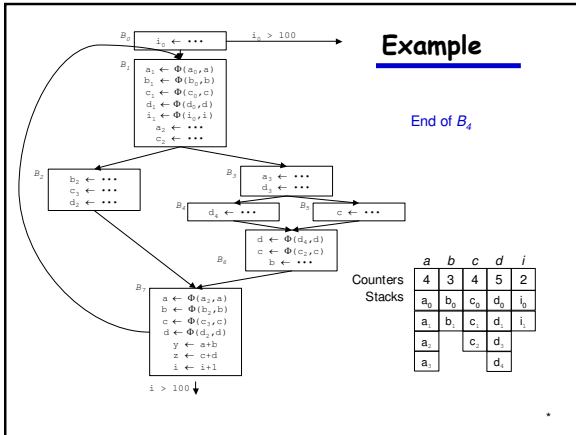 B₀
i₀ ← •••
i₀ > 100
Example
B₁
a₁ ← Φ(a₀,a)
b₁ ← Φ(b₀,b)
c₁ ← Φ(c₀,c)
d₁ ← Φ(d₀,d)
i₁ ← Φ(i₀,i)
a₂ ← •••
c₂ ← •••
End of B₄
B₂
b₂ ← •••
c₃ ← •••
d₂ ← •••
B₃
a₃ ← •••
d₃ ← •••
B₄
d₄ ← •••
B₅
c ← •••
B₆
d ← Φ(d₄,d)
c ← Φ(c₂,c)
b ← •••
B₇
a ← Φ(a₂,a)
b ← Φ(b₂,b)
c ← Φ(c₃,c)
d ← Φ(d₂,d)
y ← a+b
z ← c+d
i ← i+1
i > 100
a b c d i
Counters 4 3 4 5 2
Stacks a₀ b₀ c₀ d₀ i₀
a₁ b₁ c₁ d₁ i₁
a₂ c₂ d₃
a₃ d₄
*